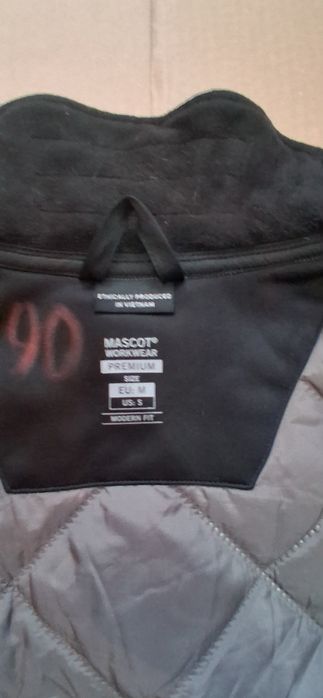 ETHICALLY PRODUCED
IN VIETNAM
90
MASCOT®
WORKWEAR
PREMIUM
SIZE
EU: M
US: S
MODERN FIT